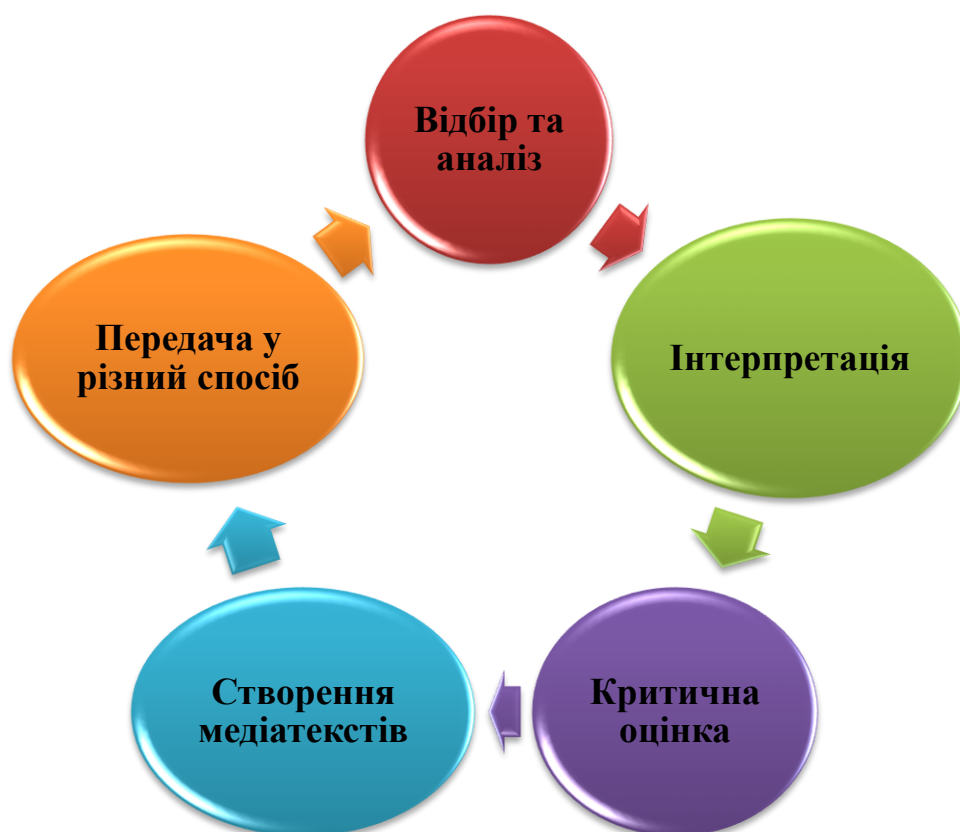 Відбір та
аналіз
Інтерпретація
Критична
оцінка
Створення
медіатекстів
Передача у
різний спосіб